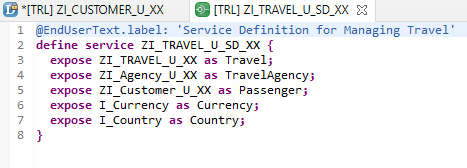 *[TRL] ZI_CUSTOMER_U_XX
[TRL] ZI_TRAVEL_U_SD_XX
1 @EndUserText.label: 'Service Definition for Managing Travel'
2 define service ZI_TRAVEL_U_SD_XX {
3 expose ZI_TRAVEL_U_XX as Travel;
4 expose ZI_Agency_U_XX as TravelAgency;
5 expose ZI_Customer_U_XX as Passenger;
6 expose I_Currency as Currency;
7 expose I_Country as Country;
8 }